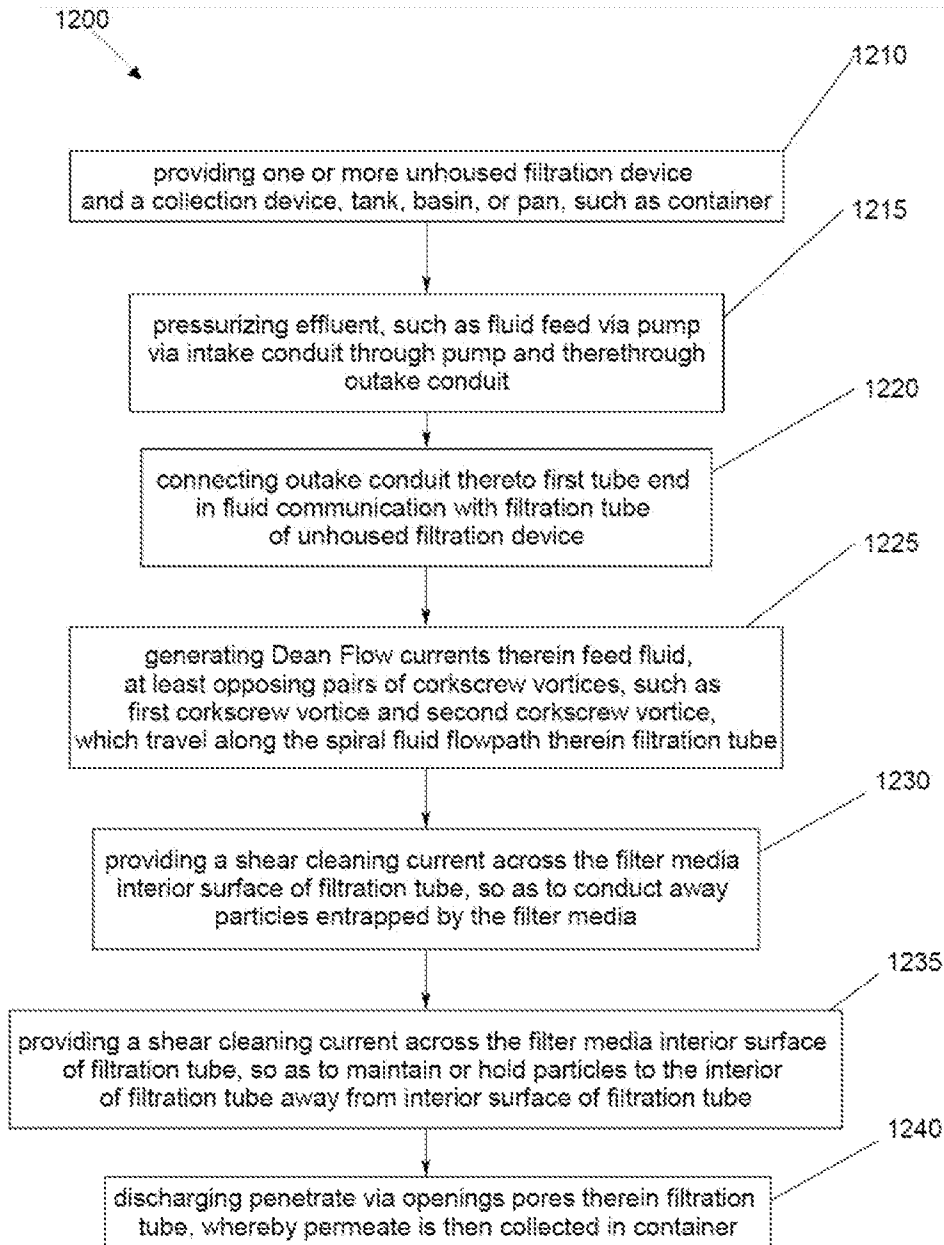 1200
1210
providing one or more unhoused filtration device
and a collection device, tank, basin, or pan, such as container
1215
pressurizing effluent, such as fluid feed via pump
via intake conduit through pump and therethrough
outake conduit
1220
connecting outake conduit thereto first tube end
in fluid communication with filtration tube
of unhoused filtration device
1225
generating Dean Flow currents therein feed fluid,
at least opposing pairs of corkscrew vortices, such as
first corkscrew vortice and second corkscrew vortice,
which travel along the spiral fluid flowpath therein filtration tube
1230
providing a shear cleaning current across the filter media
interior surface of filtration tube, so as to conduct away
particles entrapped by the filter media
1235
providing a shear cleaning current across the filter media interior surface
of filtration tube, so as to maintain or hold particles to the interior
of filtration tube away from interior surface of filtration tube
1240
discharging penetrate via openings pores therein filtration
tube, whereby permeate is then collected in container